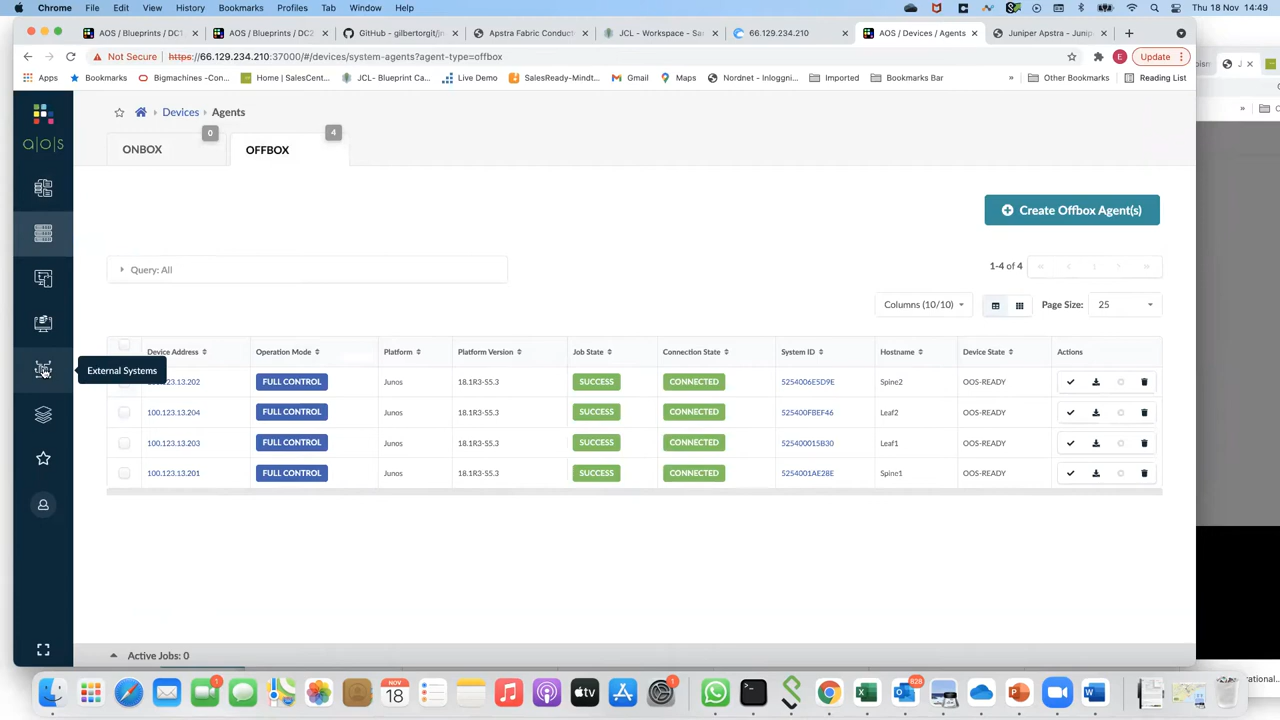 Chrome File Edit View History Bookmarks Profiles Tab Window Help Thu 18 Nov 14:49
AOS / Blueprints / DC1 AOS / Blueprints / DC2 GitHub - gilbertorgit/jcl Apstra Fabric Conduct JCL - Workspace - Sa 66.129.234.210 AOS / Devices / Agents Juniper Apstra - Junip
Not Secure https://66.129.234.210:37000/#/devices/system-agents?
Update
Apps Bookmarks Bigmachines -Con... Home | SalesCent... JCL- Blueprint Ca... Live Demo SalesReady-Mindt... Gmail Maps Nordnet - Inloggni... Imported Bookmarks Bar » Other Bookmarks Reading List
a|o|s
Devices Agents
ONBOX 0 OFFBOX 4
Create Offbox Agent(s)
Query: All
1-4 of 4
Columns (10/10) Page Size: 25
Device Address Operation Mode Platform Platform Version Job State Connection State System ID Hostname Device State Actions
External Systems
.123.13.202 FULL CONTROL Junos 18.1R3-S5.3 SUCCESS CONNECTED 5254006E5D9E Spine2 OOS-READY
100.123.13.204 FULL CONTROL Junos 18.1R3-S5.3 SUCCESS CONNECTED 525400FBEF46 Leaf2 OOS-READY
100.123.13.203 FULL CONTROL Junos 18.1R3-S5.3 SUCCESS CONNECTED 525400015B30 Leaf1 OOS-READY
100.123.13.201 FULL CONTROL Junos 18.1R3-S5.3 SUCCESS CONNECTED 5254001AE28E Spine1 OOS-READY
Active Jobs: 0
NOV
18
1
1
828